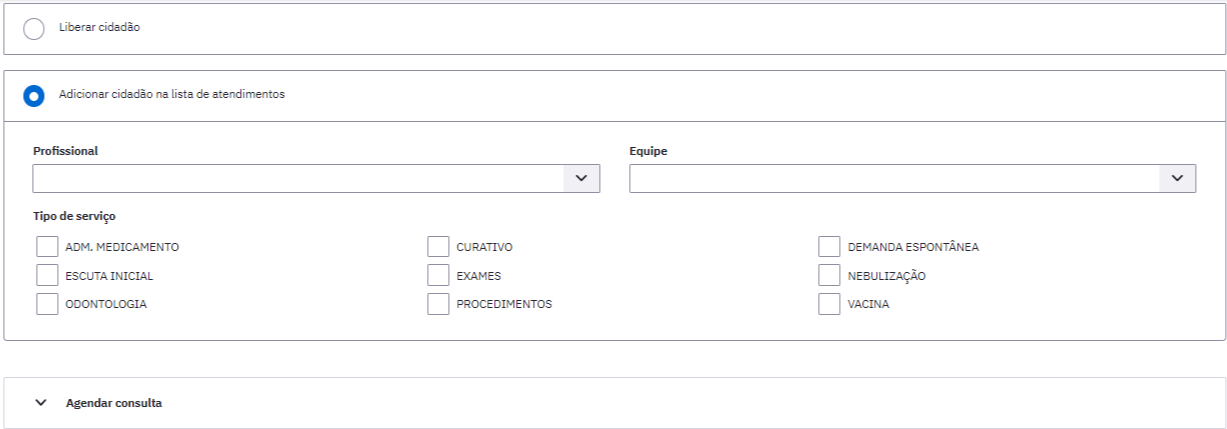 Liberar cidadão
Adicionar cidadão na lista de atendimentos
Profissional
Equipe
Tipo de serviço
ADM. MEDICAMENTO
CURATIVO
DEMANDA ESPONTÂNEA
ESCUTA INICIAL
EXAMES
NEBULIZAÇÃO
ODONTOLOGIA
PROCEDIMENTOS
VACINA
Agendar consulta